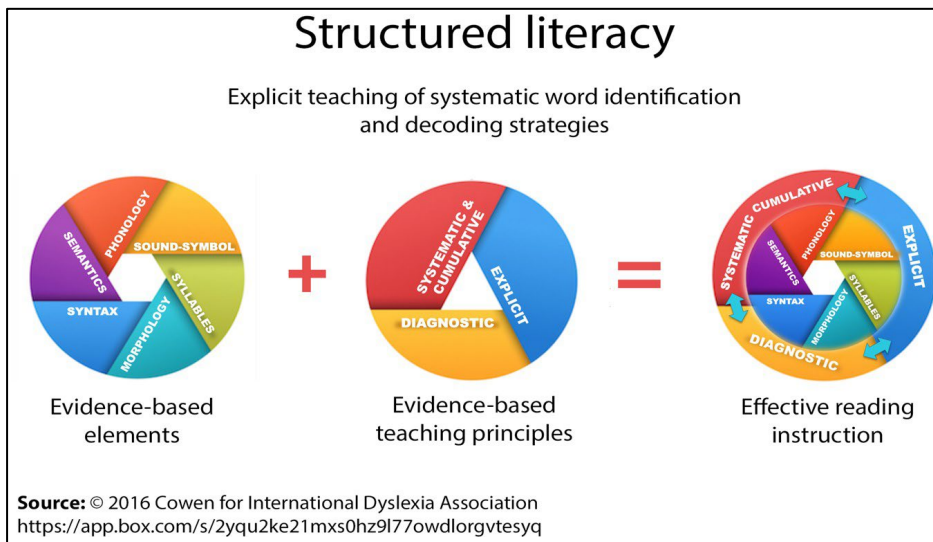 Structured literacy
Explicit teaching of systematic word identification
and decoding strategies
PHONOLOGY
SOUND-SYMBOL
SYLLABLES
MORPHOLOGY
SYNTAX
SEMANTICS
+
SYSTEMATIC &
CUMULATIVE
EXPLICIT
DIAGNOSTIC
=
SYSTEMATIC CUMULATIVE
EXPLICIT
DIAGNOSTIC
PHONOLOGY
SOUND-SYMBOL
SYLLABLES
MORPHOLOGY
SYNTAX
SEMANTICS
Evidence-based
elements
Evidence-based
teaching principles
Effective reading
instruction
Source: © 2016 Cowen for International Dyslexia Association
https://app.box.com/s/2yqu2ke21mxs0hz9l77owdlorgvtesyq